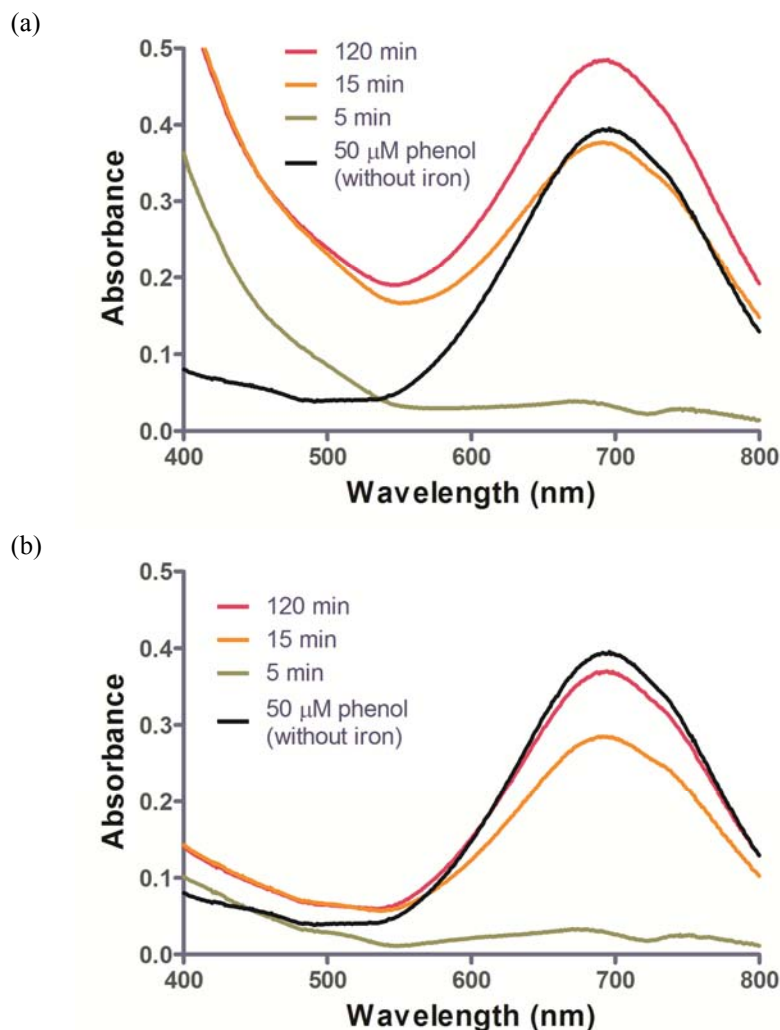 (a)
0.5
0.4
0.3
0.2
0.1
0.0
Absorbance
120 min
15 min
5 min
50 μM phenol
(without iron)
400 500 600 700 800
Wavelength (nm)
(b)
0.5
0.4
0.3
0.2
0.1
0.0
Absorbance
120 min
15 min
5 min
50 μM phenol
(without iron)
400 500 600 700 800
Wavelength (nm)